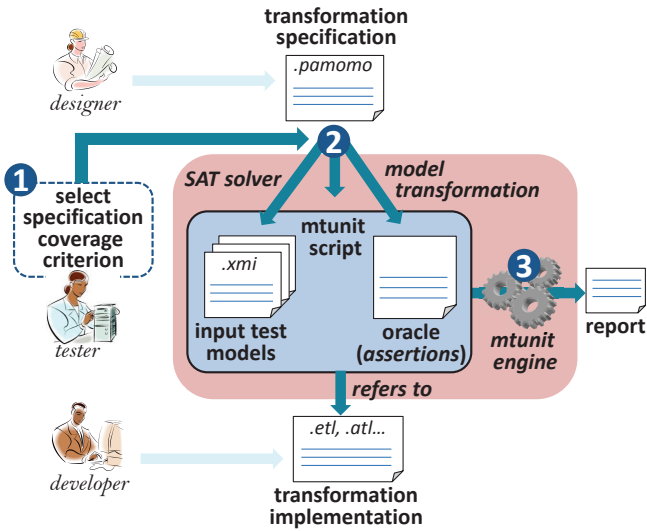 transformation
specification
.pamomo
designer
1
2
select
specification
coverage
criterion
tester
SAT solver
model
transformation
mtunit
script
.xmi
input test
models
oracle
(assertions)
3
mtunit
engine
report
refers to
.etl, .atl...
developer
transformation
implementation